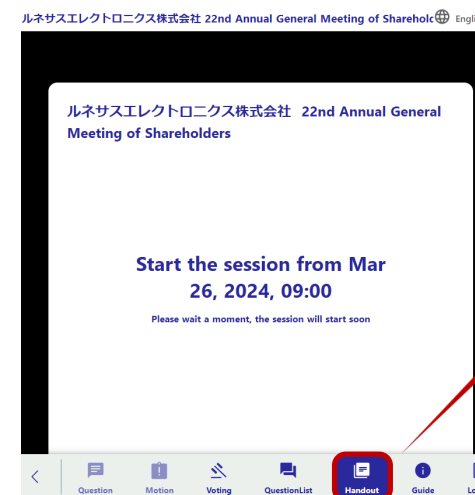 ルネサスエレクトロニクス株式会社 22nd Annual General Meeting of Shareholc
ルネサスエレクトロニクス株式会社 22nd Annual General
Meeting of Shareholders
Start the session from Mar
26, 2024, 09:00
Please wait a moment, the session will start soon
Question Motion Voting QuestionList Handout Guide